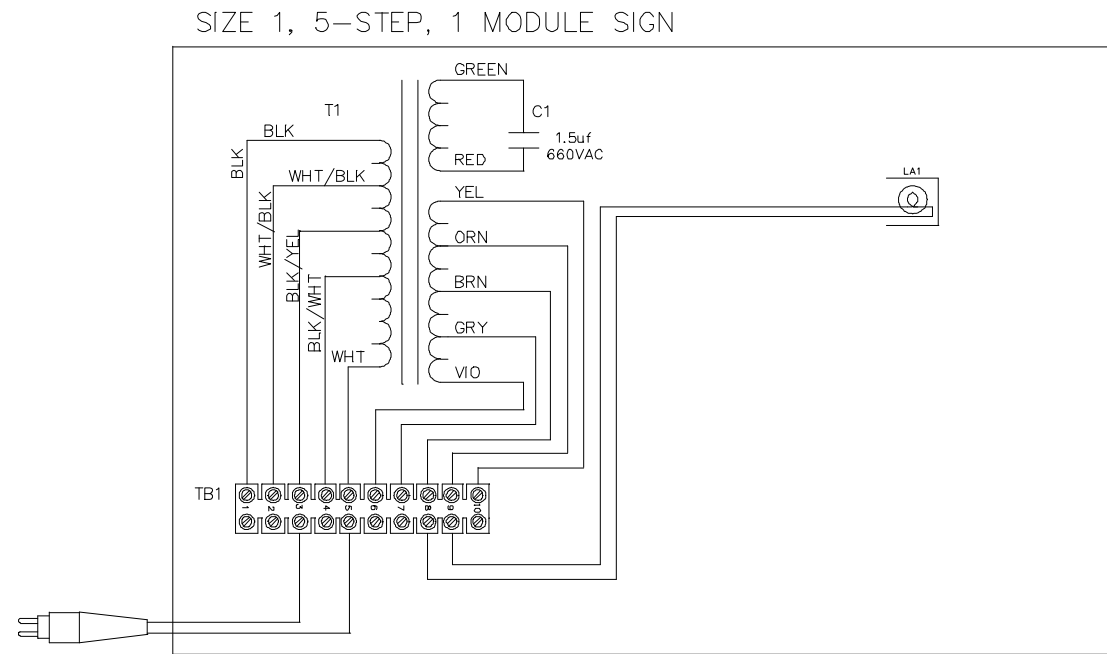 SIZE 1, 5-STEP, 1 MODULE SIGN
GREEN
T1
C1
BLK
1.5uf
660VAC
BLK
RED
LA1
WHT/BLK
YEL
WHT/BLK
ORN
BLK/YEL
BRN
BLK/WHT
GRY
WHT
VIO
TB1
1
2
3
4
5
6
7
8
9
10